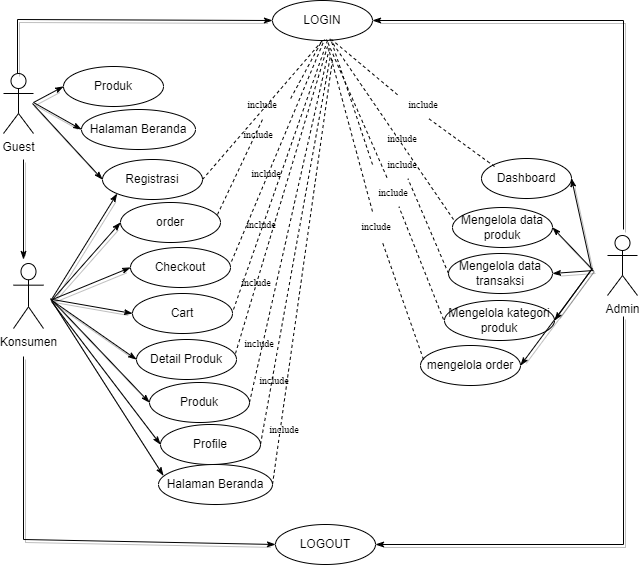 LOGIN
Produk
Halaman Beranda
Guest
Registrasi
order
Checkout
Cart
Konsumen
Detail Produk
Produk
Profile
Halaman Beranda
include
include
include
include
include
include
include
include
include
include
include
include
include
Dashboard
Mengelola data
produk
Mengelola data
transaksi
Mengelola kategori
produk
mengelola order
Admin
LOGOUT